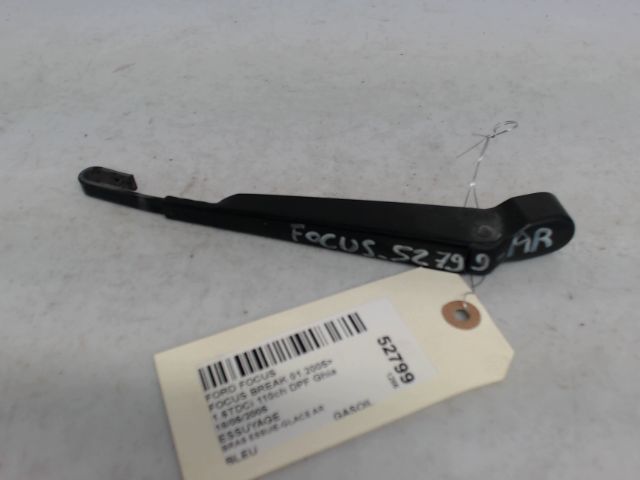 FOCUS-52799 AR
52799
FORD FOCUS
FOCUS BREAK 01.2005>
1.6TDCI 110ch DPF Ghia
16/06/2006
ESSUYAGE GASOIL
BRAS ESSUIE-GLACE AR
BLEU